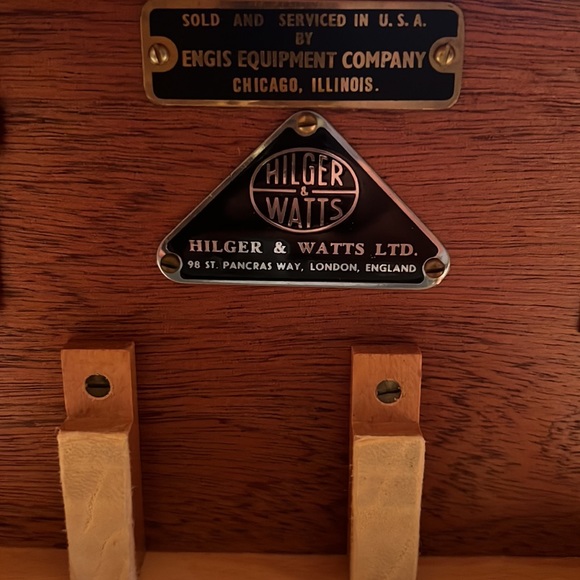 SOLD AND SERVICED IN U.S.A.
BY
ENGIS EQUIPMENT COMPANY
CHICAGO, ILLINOIS.
HILGER
&
WATTS
HILGER & WATTS LTD.
98 ST. PANCRAS WAY, LONDON, ENGLAND